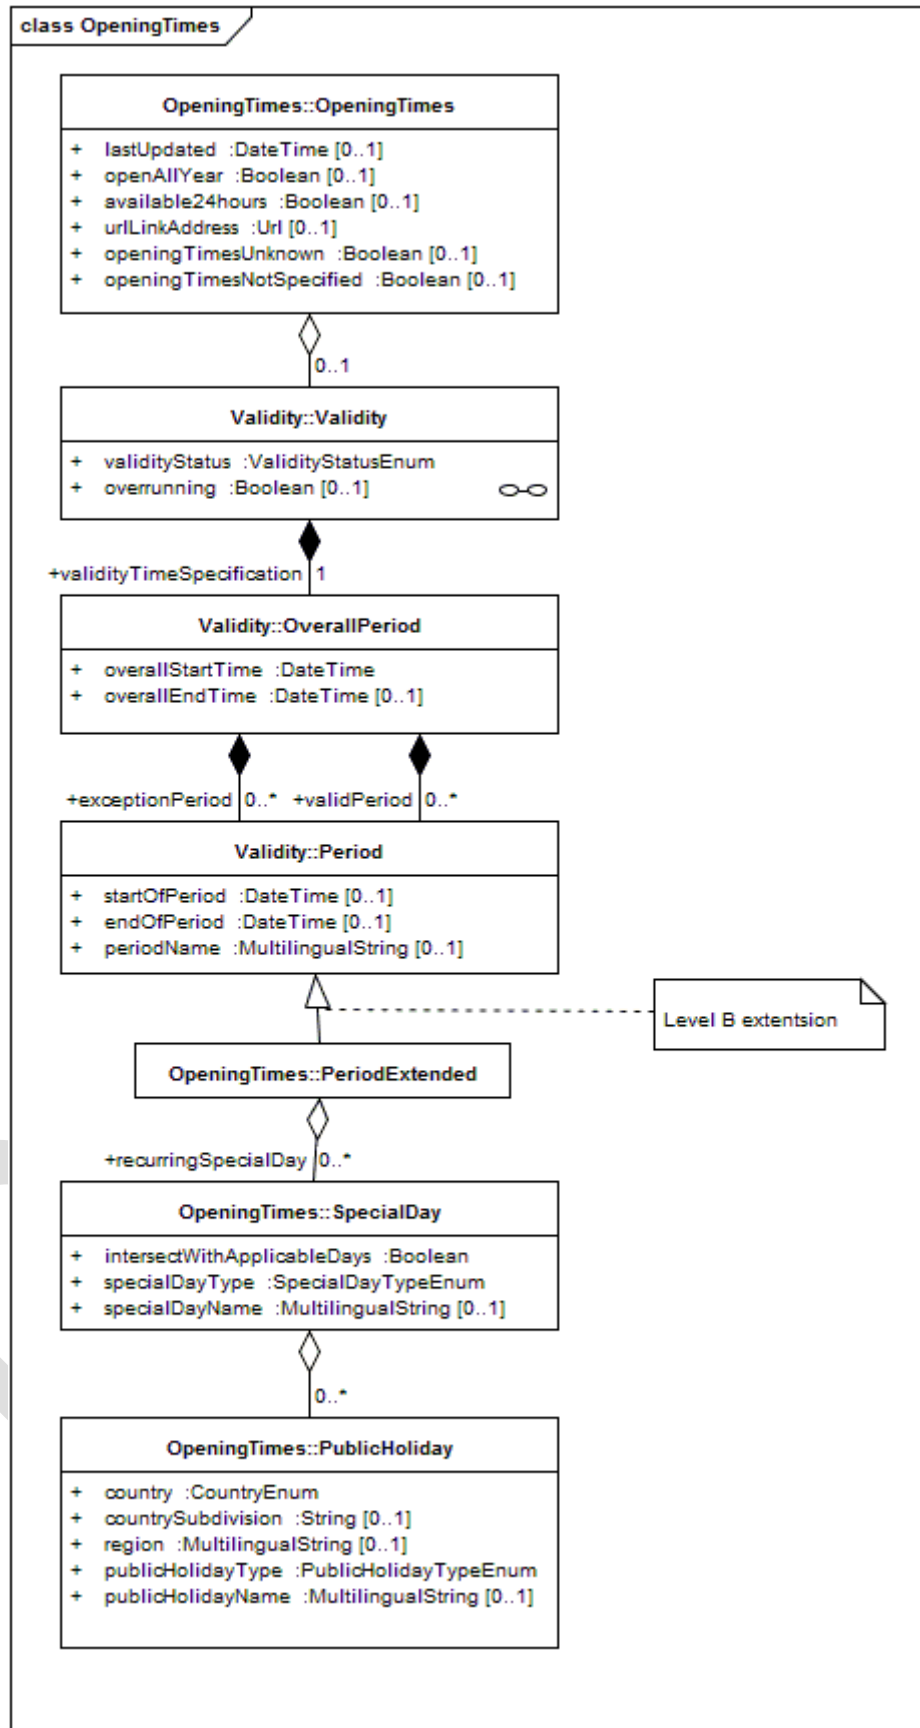 class OpeningTimes
OpeningTimes::OpeningTimes
+ lastUpdated :DateTime [0..1]
+ openAllYear :Boolean [0..1]
+ available24hours :Boolean [0..1]
+ urlLinkAddress :Url [0..1]
+ openingTimesUnknown :Boolean [0..1]
+ openingTimesNotSpecified :Boolean [0..1]
0..1
Validity::Validity
+ validityStatus :ValidityStatusEnum
+ overrunning :Boolean [0..1]
+validityTimeSpecification 1
Validity::OverallPeriod
+ overallStartTime :DateTime
+ overallEndTime :DateTime [0..1]
+exceptionPeriod 0..* +validPeriod 0..*
Validity::Period
+ startOfPeriod :DateTime [0..1]
+ endOfPeriod :DateTime [0..1]
+ periodName :MultilingualString [0..1]
Level B extentsion
OpeningTimes::PeriodExtended
+recurringSpecialDay 0..*
OpeningTimes::SpecialDay
+ intersectWithApplicableDays :Boolean
+ specialDayType :SpecialDayTypeEnum
+ specialDayName :MultilingualString [0..1]
0..*
OpeningTimes::PublicHoliday
+ country :CountryEnum
+ countrySubdivision :String [0..1]
+ region :MultilingualString [0..1]
+ publicHolidayType :PublicHolidayTypeEnum
+ publicHolidayName :MultilingualString [0..1]